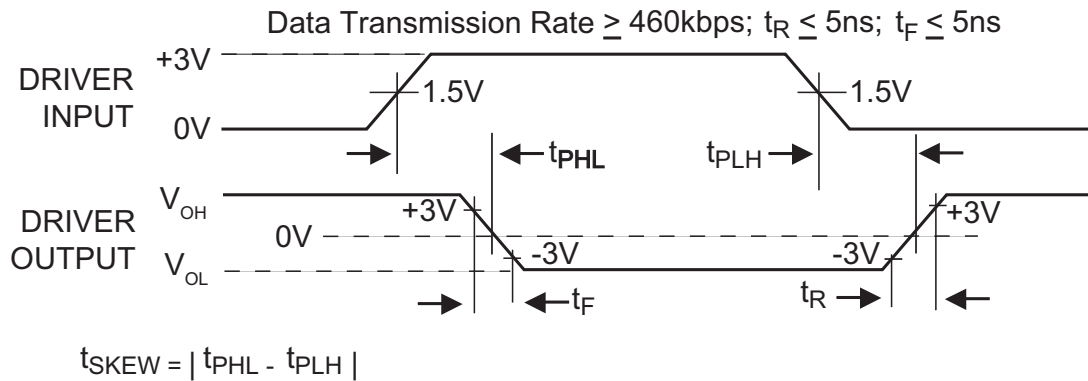 Data Transmission Rate ≥ 460kbps; tR ≤ 5ns; tF ≤ 5ns
+3V
DRIVER INPUT
1.5V
1.5V
0V
tPHL
tPLH
VOH
+3V
+3V
DRIVER OUTPUT
0V
-3V
-3V
VOL
tF
tR
tSKEW = | tPHL - tPLH |